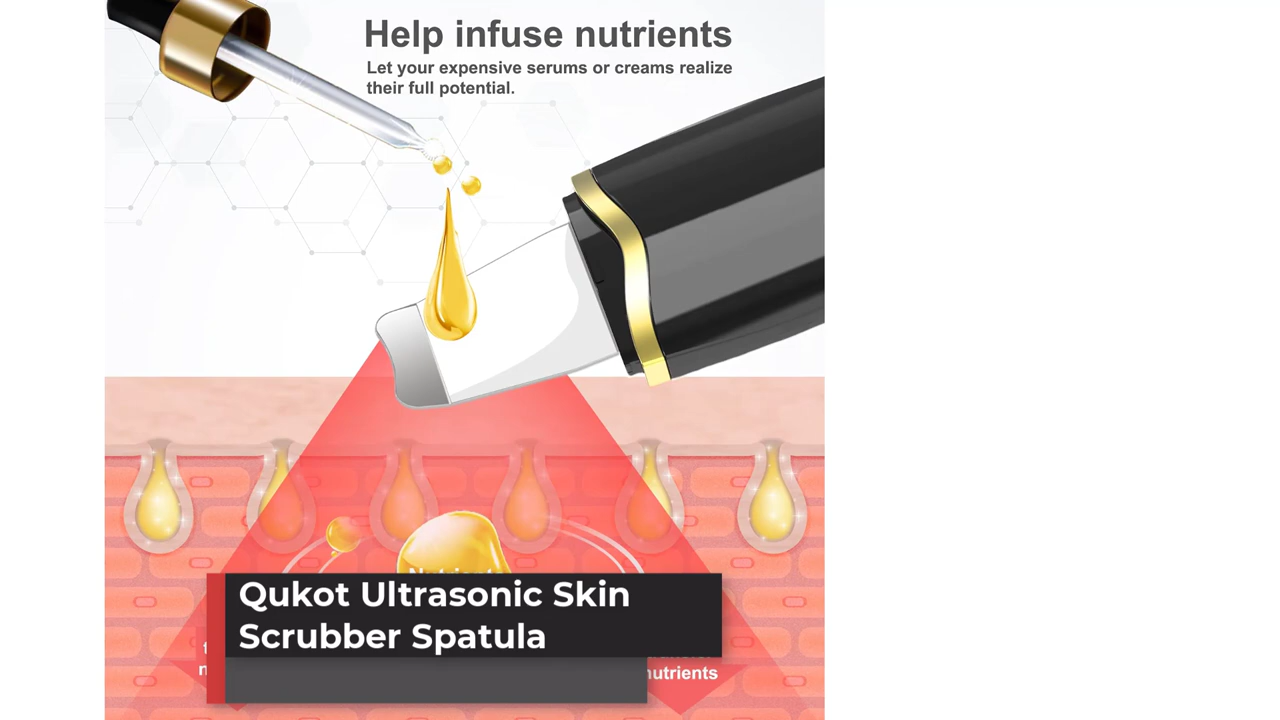 Help infuse nutrients
Let your expensive serums or creams realize
their full potential.
Qukot Ultrasonic Skin
Scrubber Spatula
nutrients